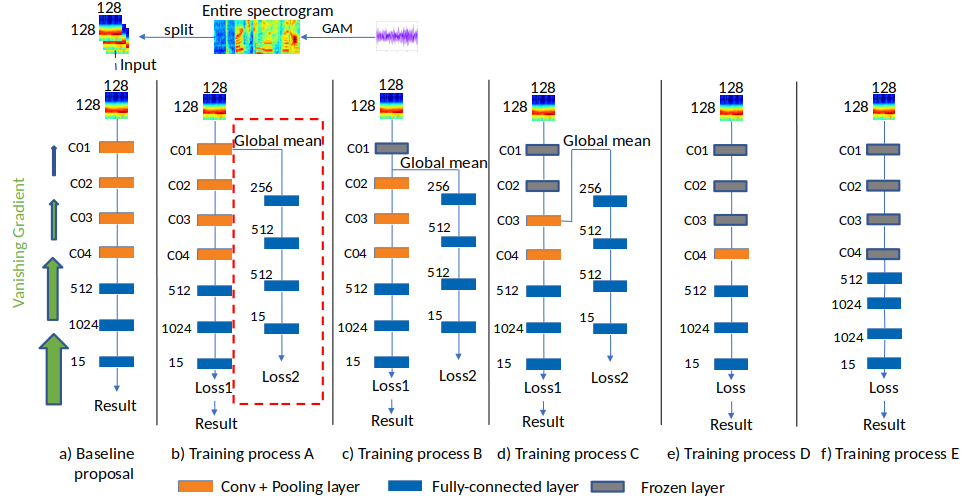 128
Entire spectrogram
128
split
GAM
Input
128
128
128
128
128
128
128
128
128
128
128
128
Vanishing Gradient
C01
C02
C03
C04
512
1024
15
Result
C01
C02
C03
C04
512
1024
15
Loss1
Result
Global mean
256
512
512
15
Loss2
C01
C02
C03
C04
512
1024
15
Loss1
Result
Global mean
256
512
512
15
Loss2
C01
C02
C03
C04
512
1024
15
Loss1
Result
Global mean
256
512
512
15
Loss2
C01
C02
C03
C04
512
1024
15
Loss
Result
C01
C02
C03
C04
512
1024
1024
15
Loss
Result
a) Baseline
proposal
b) Training process A
c) Training process B
d) Training process C
e) Training process D
f) Training process E
Conv + Pooling layer
Fully-connected layer
Frozen layer